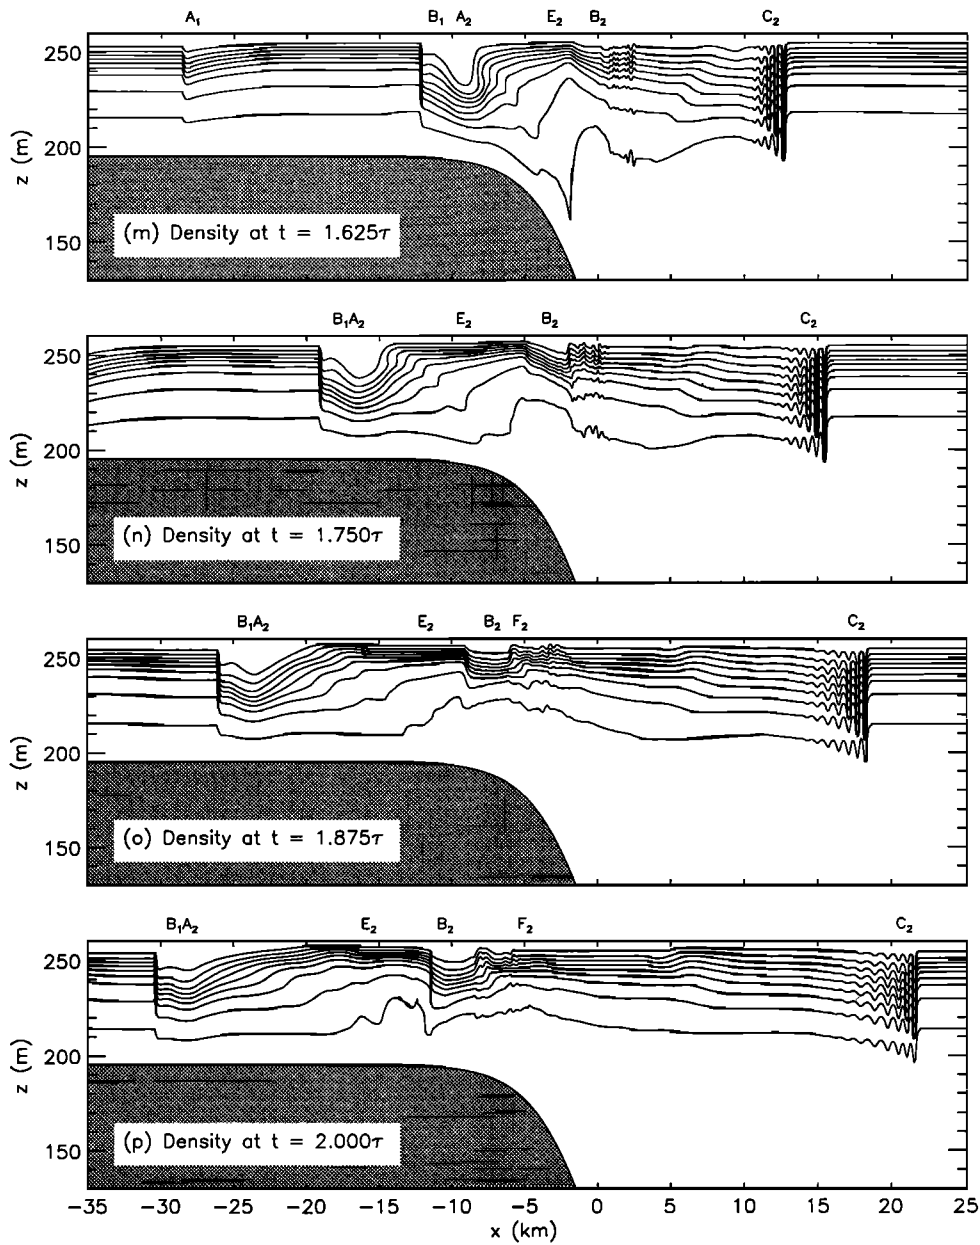 A₁ B₁ A₂ E₂ B₂ C₂
250
200
150
z (m)
(m) Density at t = 1.625τ
B₁A₂ E₂ B₂ C₂
250
200
150
z (m)
(n) Density at t = 1.750τ
B₁A₂ E₂ B₂ F₂ C₂
250
200
150
z (m)
(o) Density at t = 1.875τ
B₁A₂ E₂ B₂ F₂ C₂
250
200
150
z (m)
(p) Density at t = 2.000τ
−35 −30 −25 −20 −15 −10 −5 0 5 10 15 20 25
x (km)